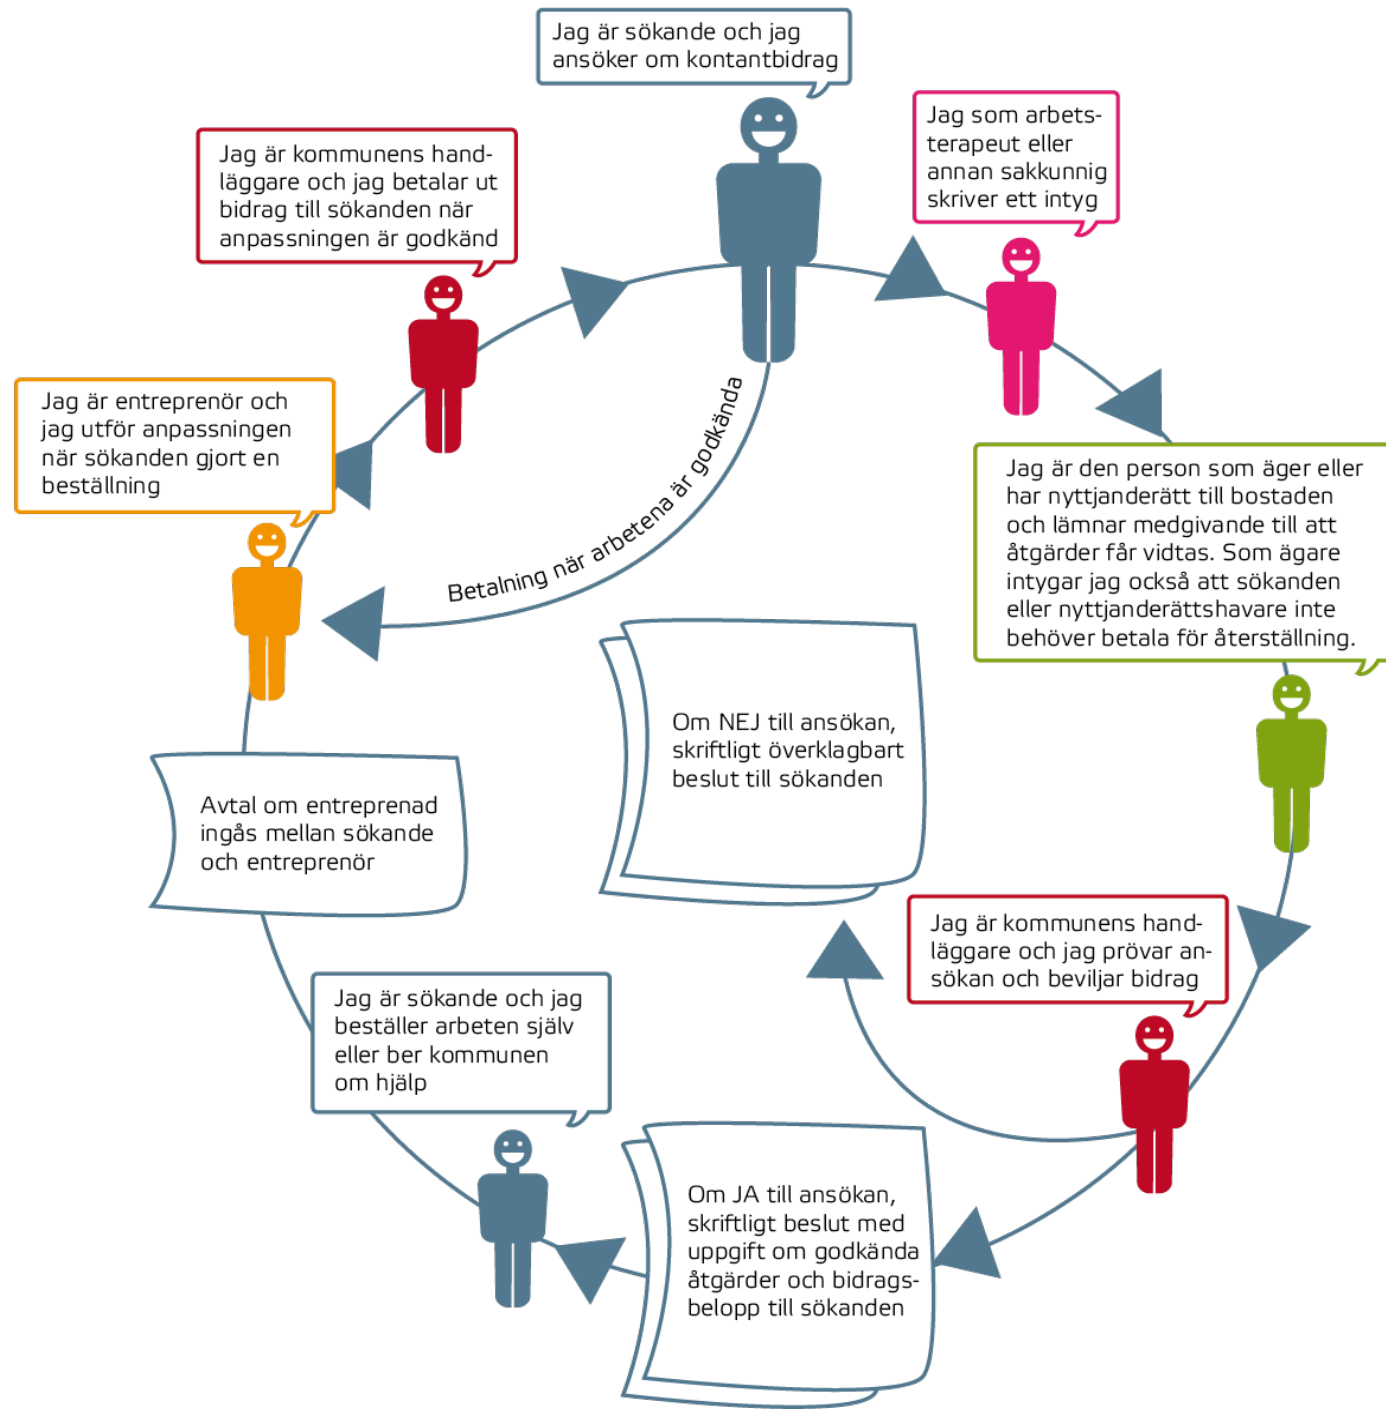 Jag är sökande och jag
ansöker om kontantbidrag
Jag som arbets-
terapeut eller
annan sakkunnig
skriver ett intyg
Jag är den person som äger eller
har nyttjanderätt till bostaden
och lämnar medgivande till att
åtgärder får vidtas. Som ägare
intygar jag också att sökanden
eller nyttjanderättshavare inte
behöver betala för återställning.
Jag är kommunens hand-
läggare och jag prövar an-
sökan och beviljar bidrag
Om NEJ till ansökan,
skriftligt överklagbart
beslut till sökanden
Om JA till ansökan,
skriftligt beslut med
uppgift om godkända
åtgärder och bidrags-
belopp till sökanden
Jag är sökande och jag
beställer arbeten själv
eller ber kommunen
om hjälp
Avtal om entreprenad
ingås mellan sökande
och entreprenör
Jag är entreprenör och
jag utför anpassningen
när sökanden gjort en
beställning
Jag är kommunens hand-
läggare och jag betalar ut
bidrag till sökanden när
anpassningen är godkänd
Betalning när arbetena är godkända